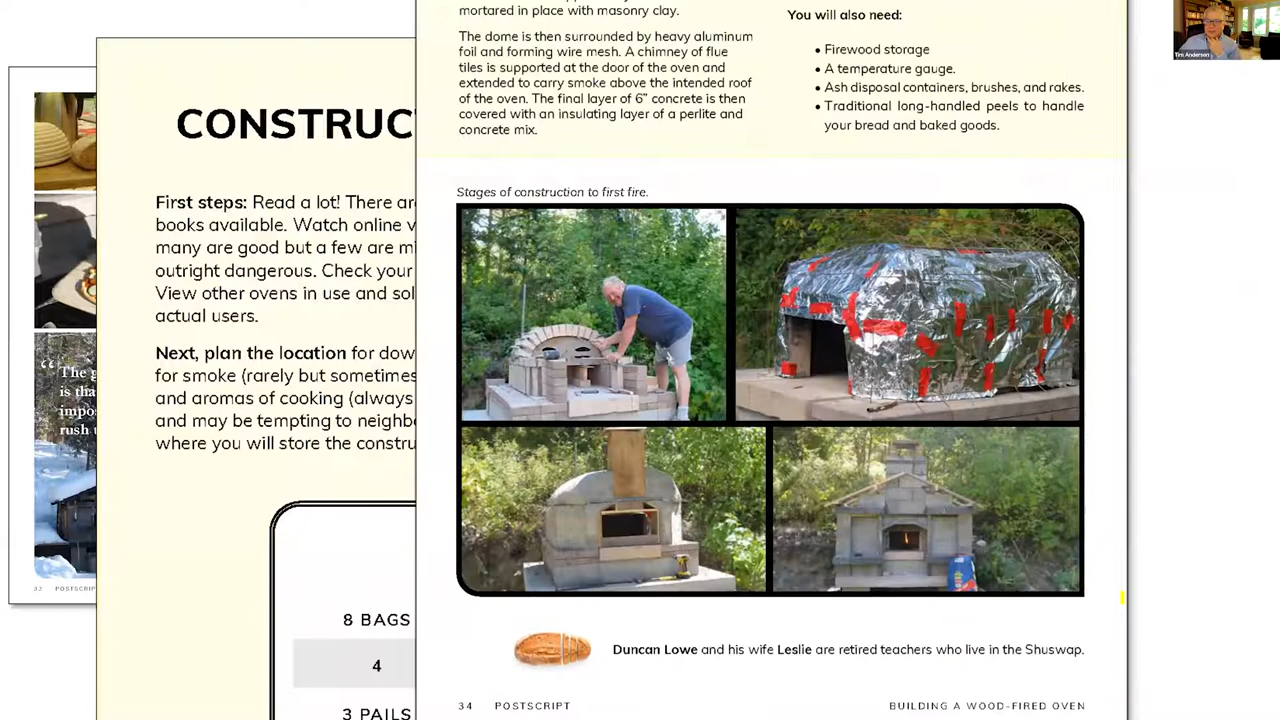 The g
is tha
impos
rush u
32 POSTSCRIP
CONSTRUC
First steps: Read a lot! There are
books available. Watch online v
many are good but a few are mi
outright dangerous. Check your
View other ovens in use and sol
actual users.
Next, plan the location for dow
for smoke (rarely but sometimes
and aromas of cooking (always
and may be tempting to neighbo
where you will store the constru
8 BAGS
4
3 PAILS
mortared in place with masonry clay.
The dome is then surrounded by heavy aluminum
foil and forming wire mesh. A chimney of flue
tiles is supported at the door of the oven and
extended to carry smoke above the intended roof
of the oven. The final layer of 6" concrete is then
covered with an insulating layer of a perlite and
concrete mix.
You will also need:
• Firewood storage
• A temperature gauge.
• Ash disposal containers, brushes, and rakes.
• Traditional long-handled peels to handle
your bread and baked goods.
Stages of construction to first fire.
Duncan Lowe and his wife Leslie are retired teachers who live in the Shuswap.
34 POSTSCRIPT
BUILDING A WOOD-FIRED OVEN
Tim Anderson